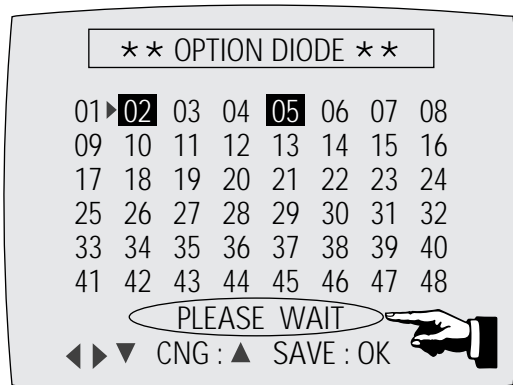 ★★ OPTION DIODE ★★
01▶02 03 04 05 06 07 08
09 10 11 12 13 14 15 16
17 18 19 20 21 22 23 24
25 26 27 28 29 30 31 32
33 34 35 36 37 38 39 40
41 42 43 44 45 46 47 48
PLEASE WAIT
◀▶▼ CNG : ▲ SAVE : OK